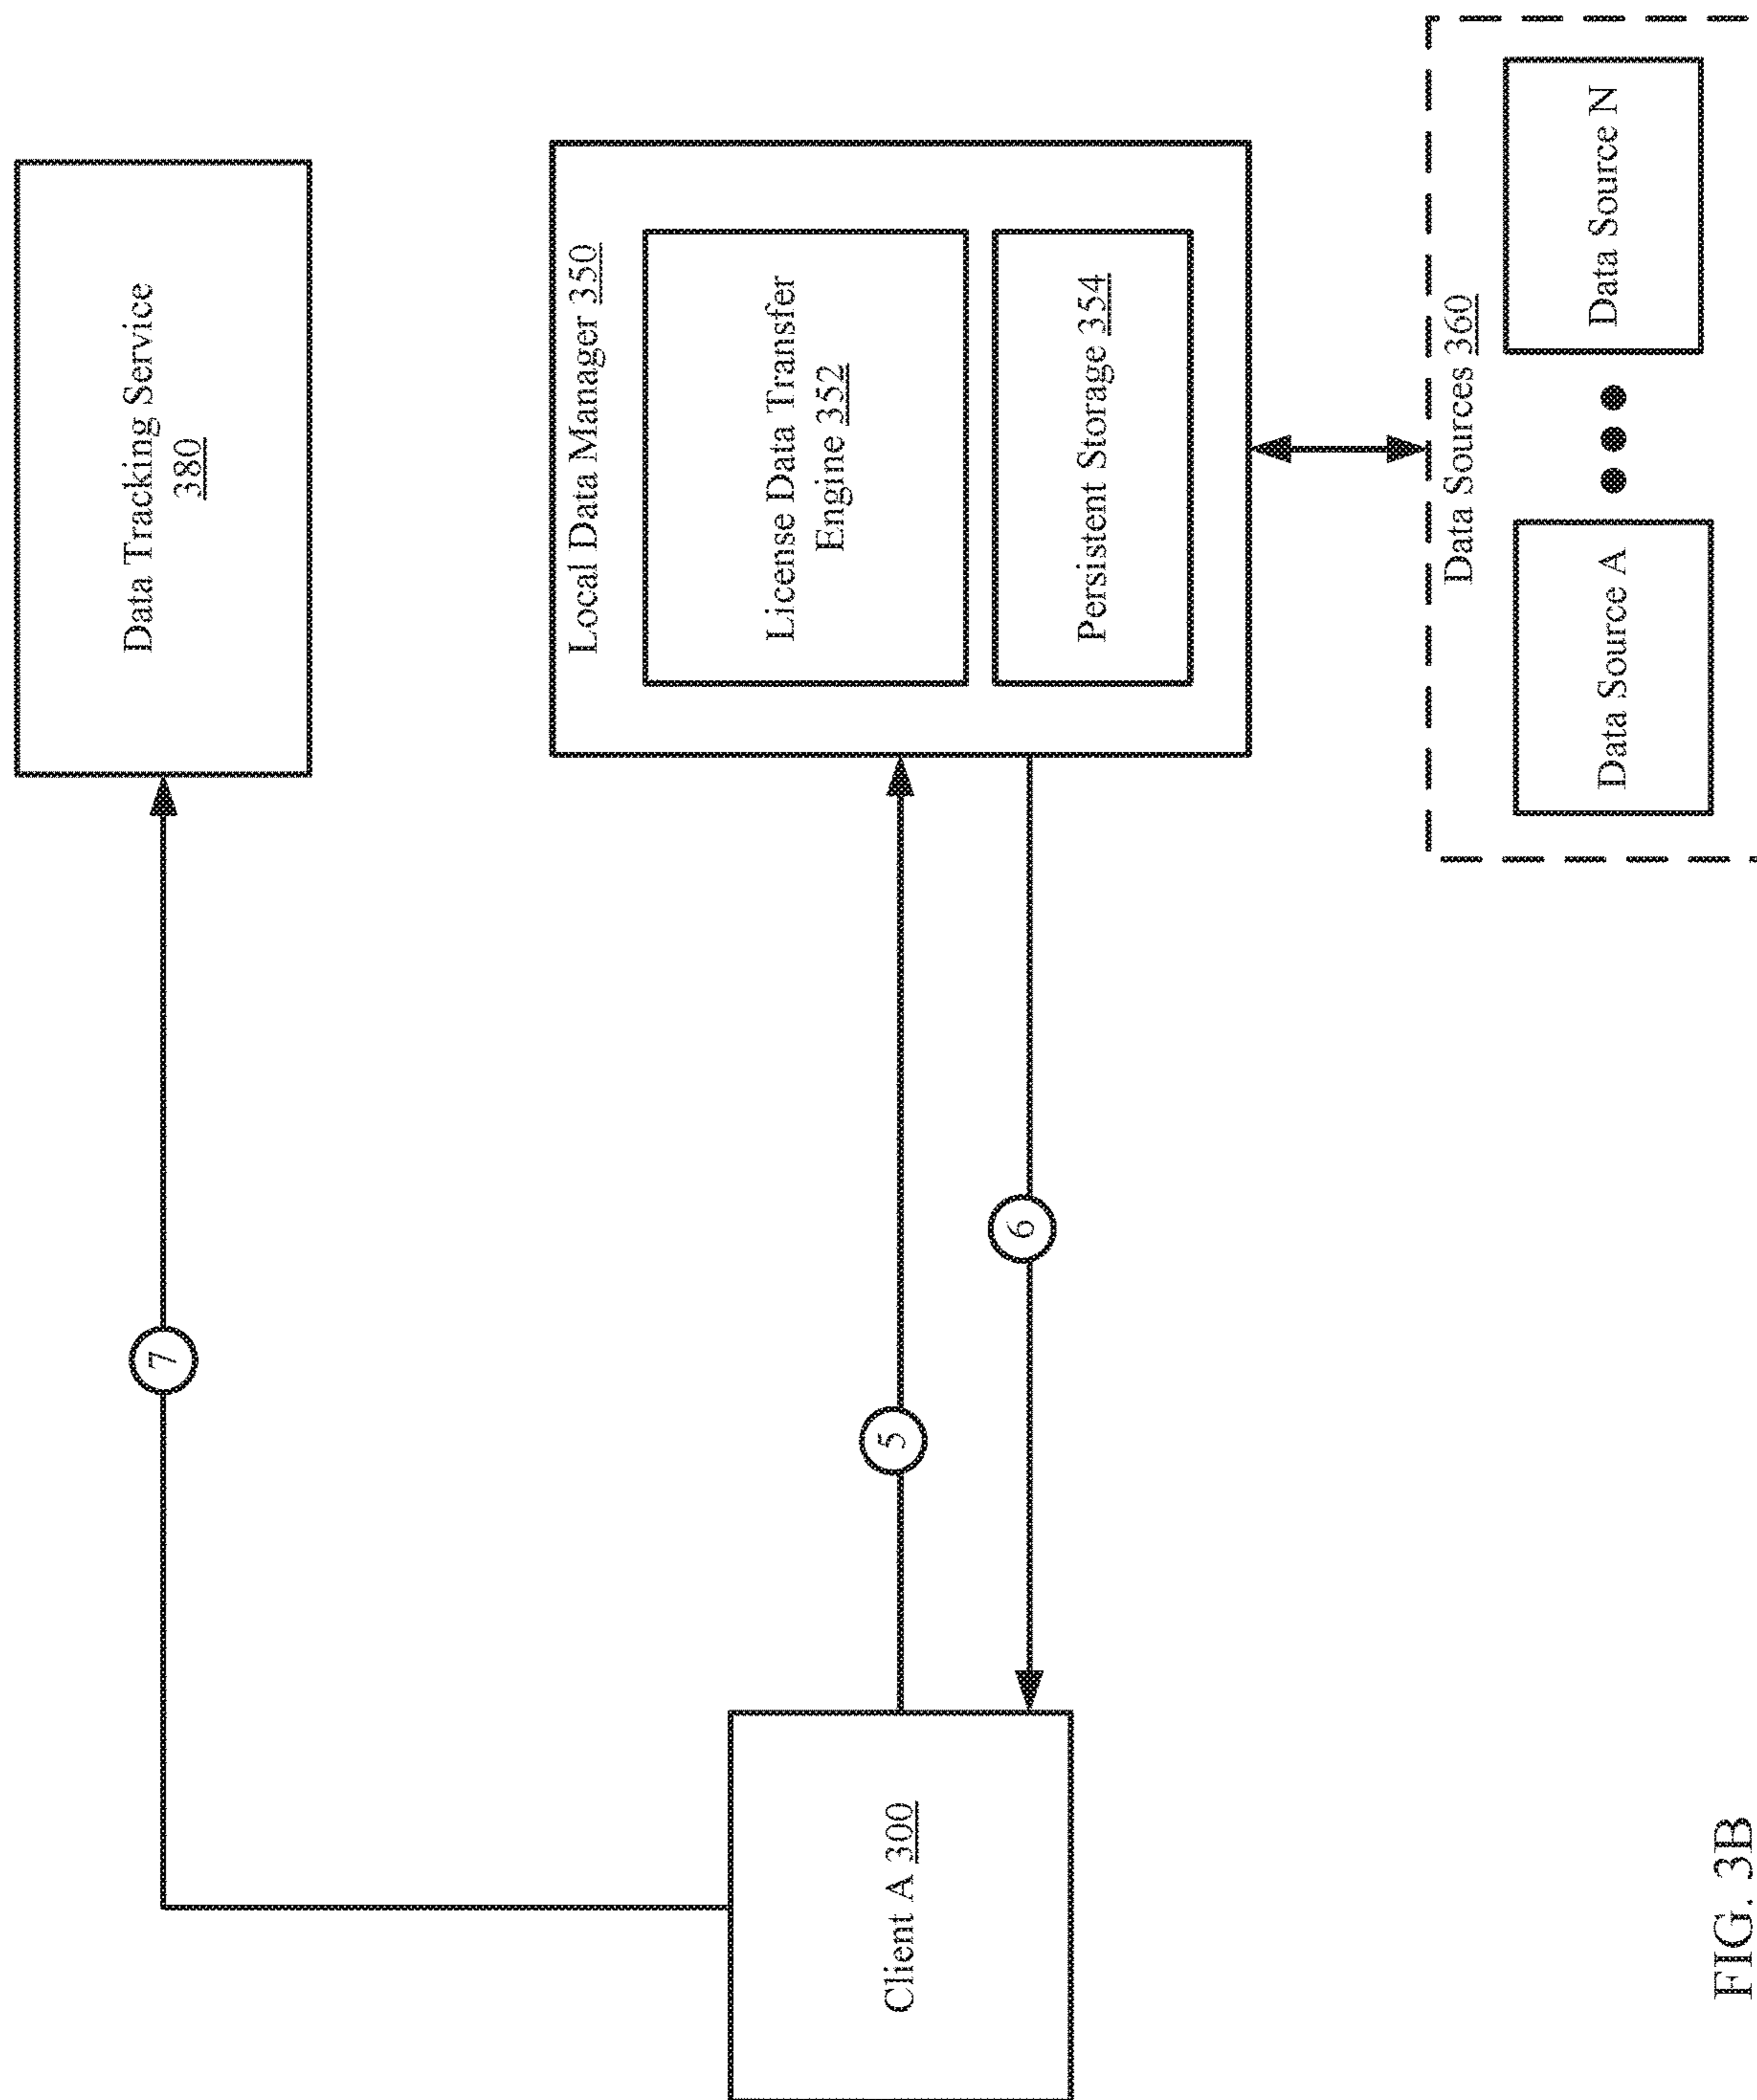 Data Tracking Service
380
7
Local Data Manager 350
License Data Transfer
Engine 352
Persistent Storage 354
5
6
Client A 300
Data Sources 360
Data Source A
Data Source N
FIG. 3B